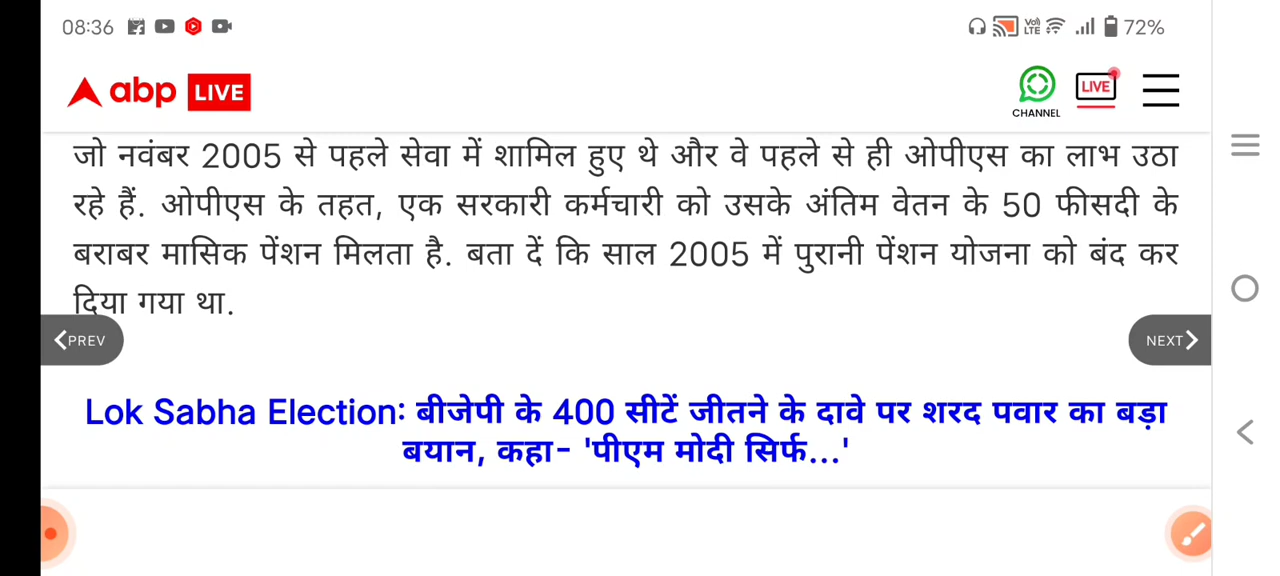 08:36
VoD LTE 72%
abp LIVE
LIVE
CHANNEL
जो नवंबर 2005 से पहले सेवा में शामिल हुए थे और वे पहले से ही ओपीएस का लाभ उठा
रहे हैं. ओपीएस के तहत, एक सरकारी कर्मचारी को उसके अंतिम वेतन के 50 फीसदी के
बराबर मासिक पेंशन मिलता है. बता दें कि साल 2005 में पुरानी पेंशन योजना को बंद कर
दिया गया था.
PREV
NEXT
Lok Sabha Election: बीजेपी के 400 सीटें जीतने के दावे पर शरद पवार का बड़ा
बयान, कहा- 'पीएम मोदी सिर्फ...'